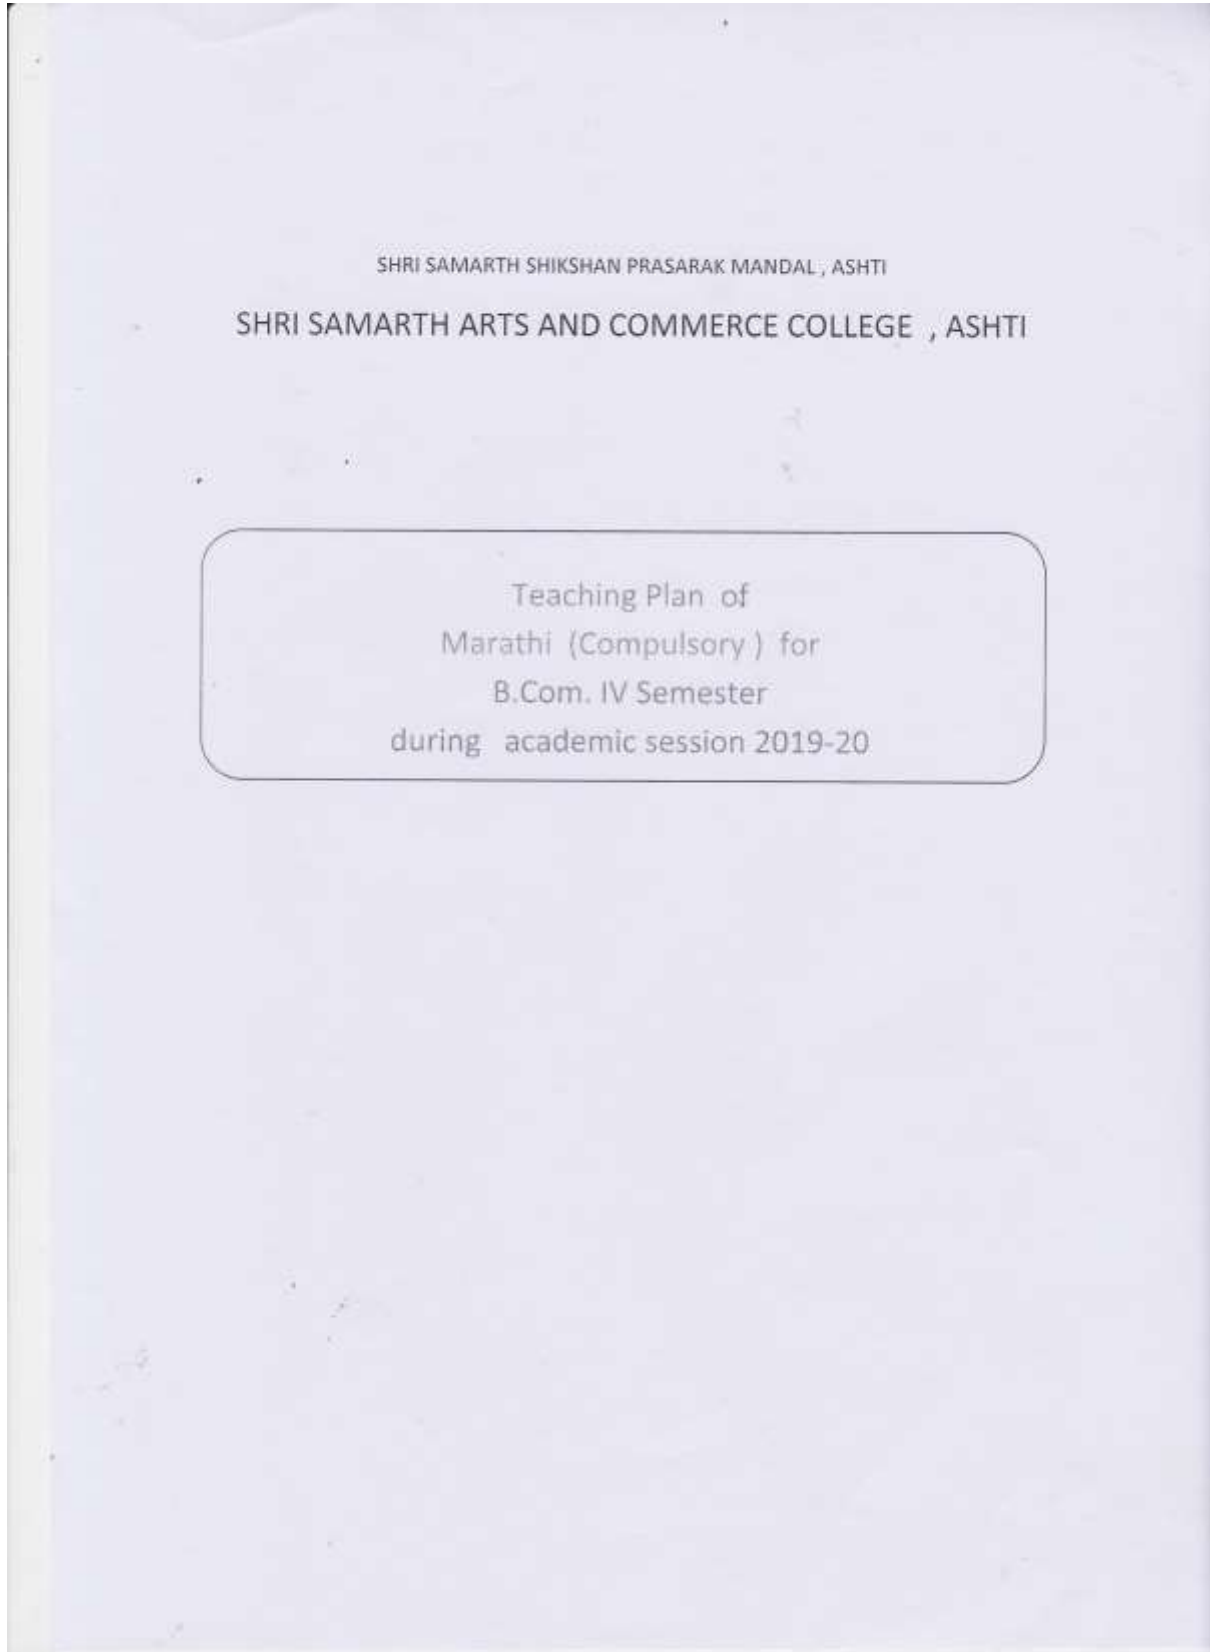 SHRI SAMARTH SHIKSHAN PRASARAK MANDAL , ASHTI
SHRI SAMARTH ARTS AND COMMERCE COLLEGE , ASHTI
Teaching Plan of
Marathi (Compulsory ) for
B.Com. IV Semester
during academic session 2019-20